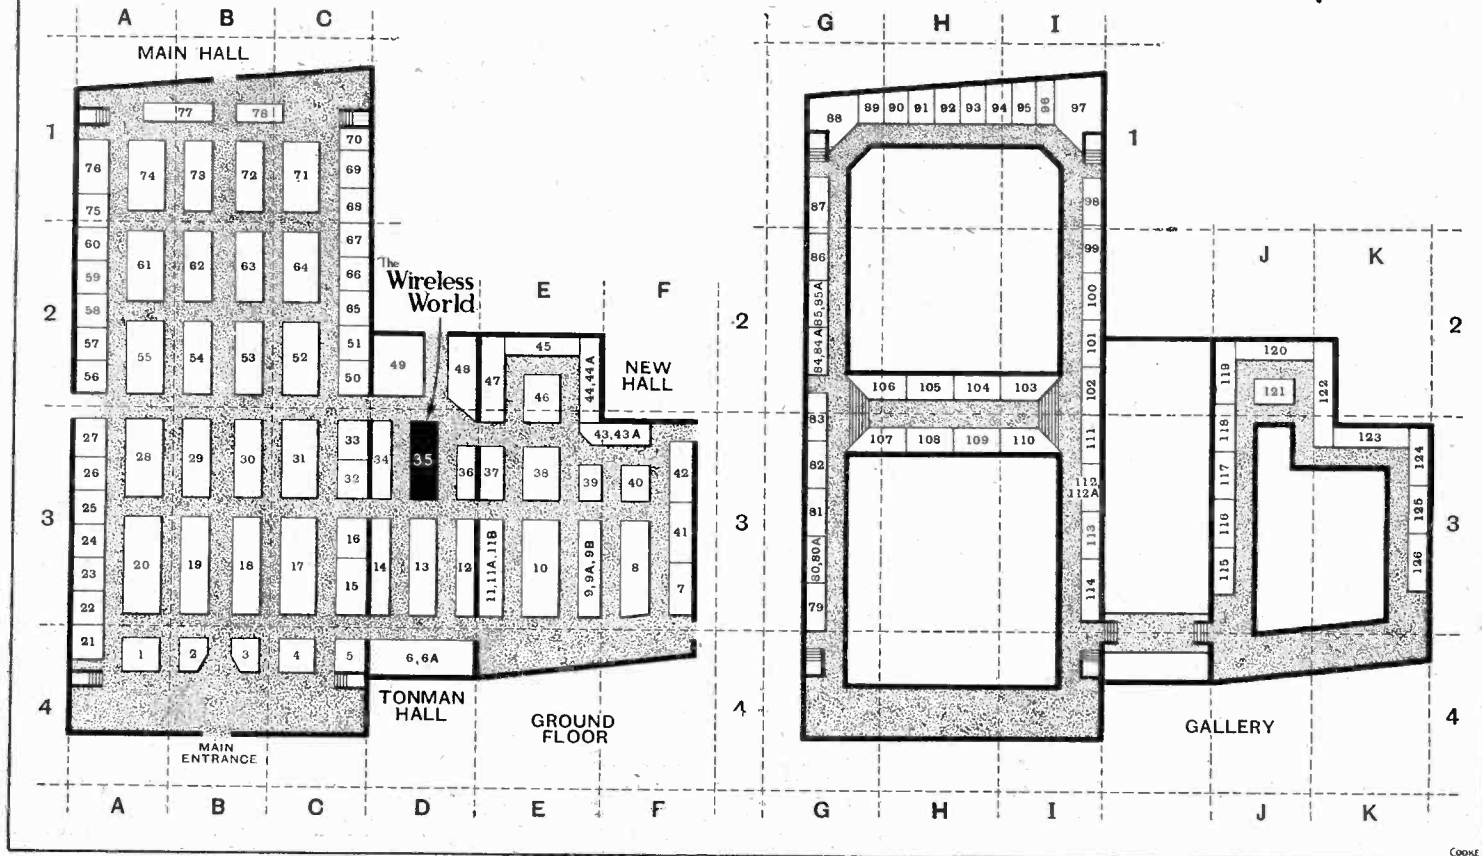 A B C G H I
MAIN HALL
77 78 88 89 90 91 92 93 94 95 96 97
1 1
70
76 74 73 72 71 69 98
75 68 87
60 67 99
61 62 63 64 J K
59 66 86
The
Wireless
World
E F
58 65 85,85A 100
2 2 2
57 51 84,84A 101
55 54 53 52 49 48 47 45 44,44A 120
56 50 46
NEW
HALL
106 105 104 103 102 119 121 122
83
27 33 43,43A 107 108 109 110 111 118 123
28 29 30 31 34 35 36 37 38 42 124
26 32 39 40 82 117
112,
112A
25 81 125
3 3 3
24 16 41 113 116
20 19 18 17 14 13 12 11,11A,11B 10 9,9A,9B 8 80,80A 126
23 15 7 115
22 79 114
21
1 2 3 4 5 6,6A
TONMAN
HALL
4 4 4
GROUND
FLOOR
GALLERY
MAIN
ENTRANCE
A B C D E F G H I J K
COOKE